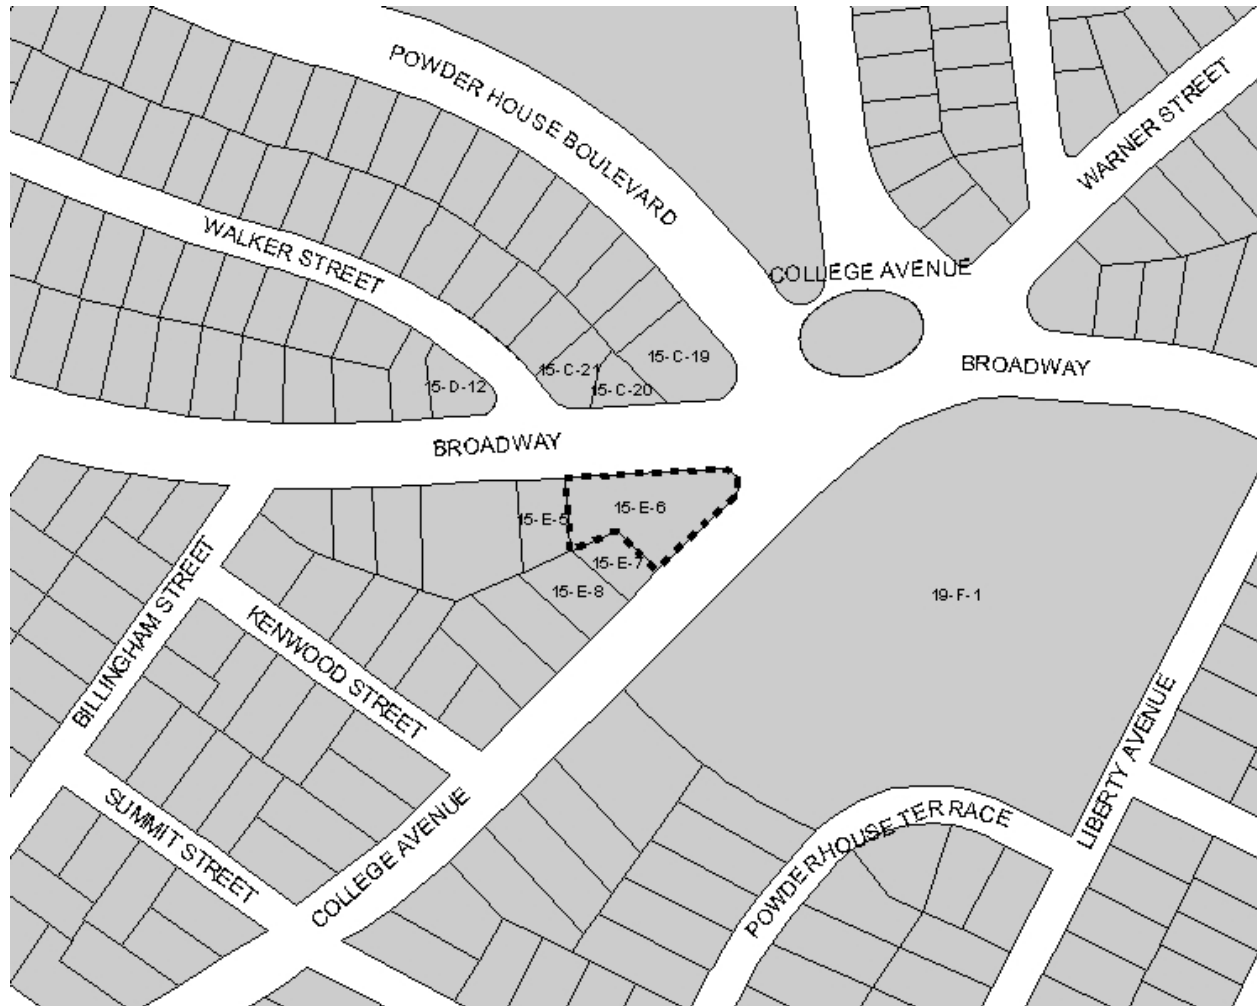 POWDER HOUSE BOULEVARD
WARNER STREET
WALKER STREET
COLLEGE AVENUE
15-C-19
15-C-21
15-C-20
15-D-12
BROADWAY
BROADWAY
15-E-6
15-E-5
15-E-7
15-E-8
19-F-1
BILLINGHAM STREET
KENWOOD STREET
LIBERTY AVENUE
SUMMIT STREET
COLLEGE AVENUE
POWDERHOUSE TERRACE